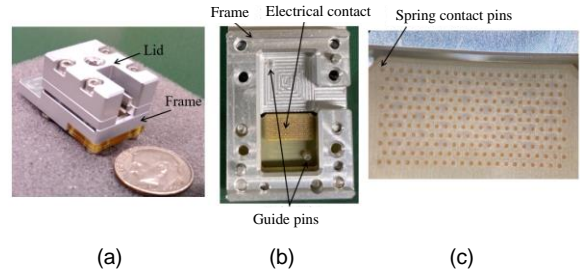 Frame
Electrical contact
Spring contact pins
Lid
Frame
Guide pins
(a)
(b)
(c)